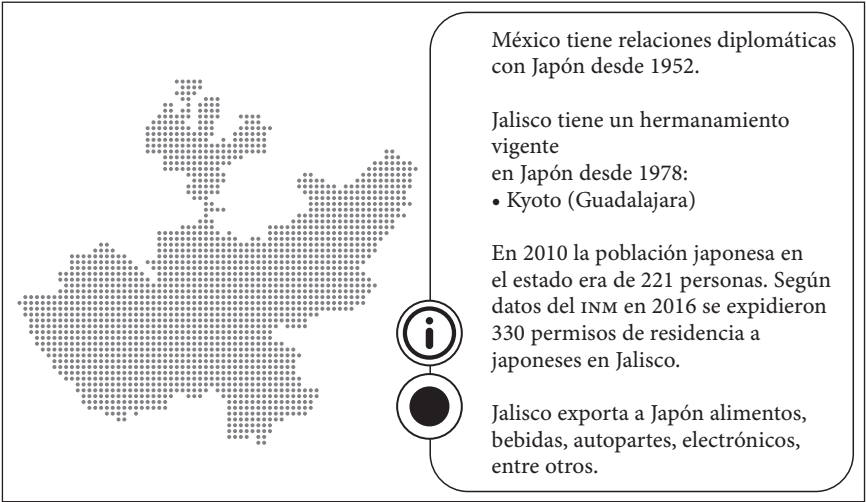 México tiene relaciones diplomáticas
con Japón desde 1952.
Jalisco tiene un hermanamiento
vigente
en Japón desde 1978:
• Kyoto (Guadalajara)
En 2010 la población japonesa en
el estado era de 221 personas. Según
datos del INM en 2016 se expidieron
330 permisos de residencia a
japoneses en Jalisco.
Jalisco exporta a Japón alimentos,
bebidas, autopartes, electrónicos,
entre otros.